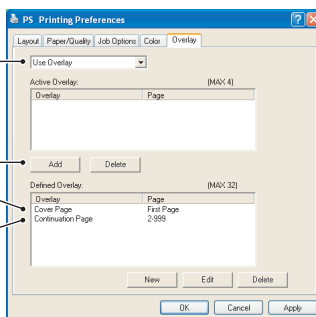 PS Printing Preferences
Layout Paper/Quality Job Options Color Overlay
Use Overlay
Active Overlay: (MAX 4)
Overlay Page
Add Delete
Defined Overlay: (MAX 32)
Overlay Page
Cover Page First Page
Continuation Page 2-999
New Edit Delete
OK Cancel Apply